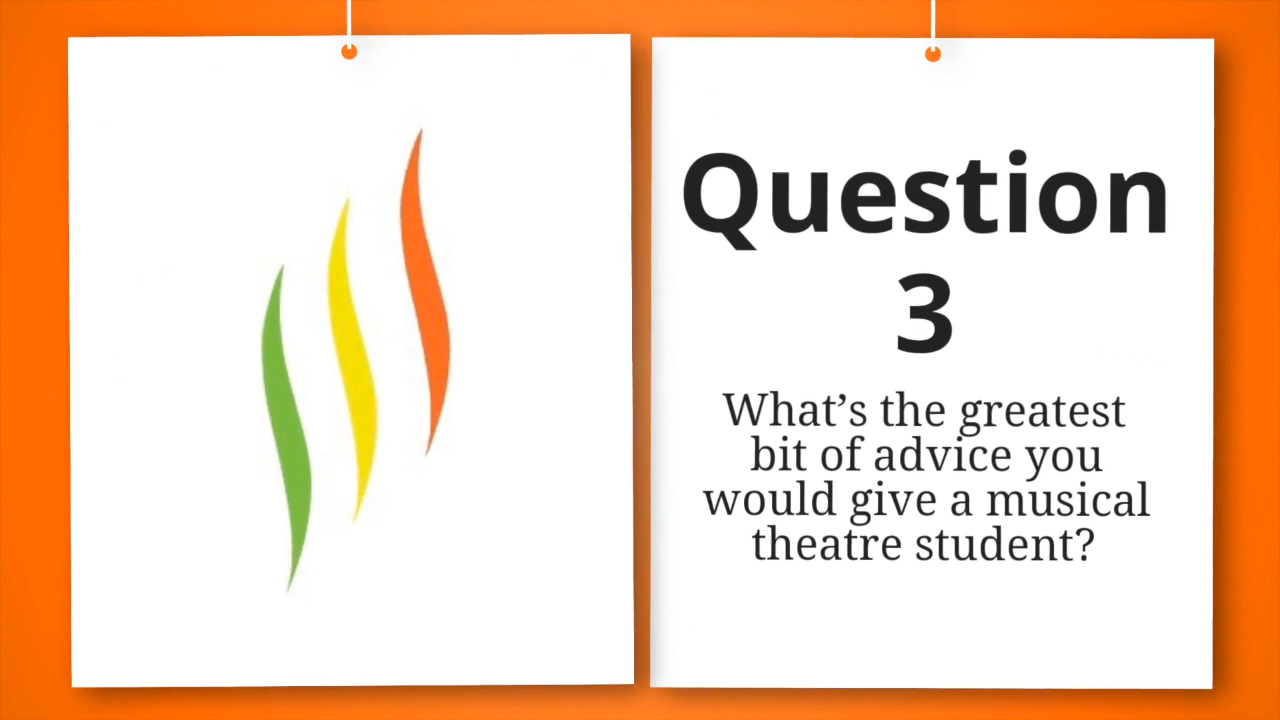 Question
3
What’s the greatest
bit of advice you
would give a musical
theatre student?